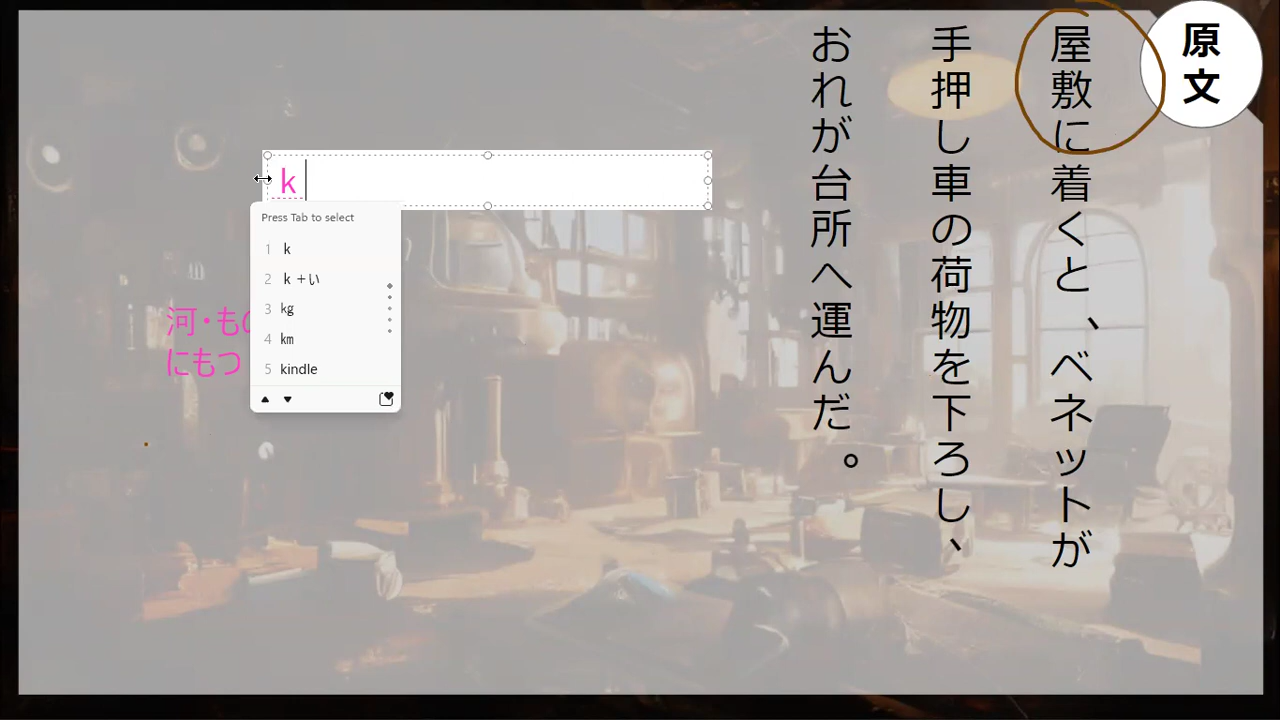 原文
屋敷に着くと、ベネットが
手押し車の荷物を下ろし、
おれが台所へ運んだ。
k
Press Tab to select
1 k
2 k +い
3 kg
4 km
5 kindle
河・もの
にもつ